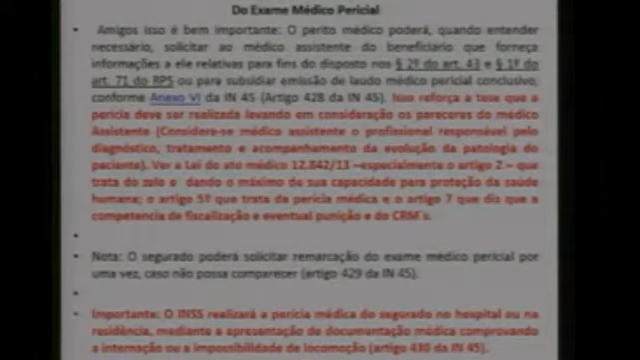 Do Exame Médico Pericial
• Amigos isso é bem importante: O perito médico poderá, quando entender
necessário, solicitar ao médico assistente do beneficiário que forneça
informações a ele relativas para fins do disposto nos § 2º do art. 43 e § 1º do
art. 71 do RPS ou para subsidiar emissão de laudo médico pericial conclusivo,
conforme Anexo VI da IN 45 (Artigo 428 da IN 45). Isso reforça a tese que a
perícia deve ser realizada levando em consideração os pareceres do médico
Assistente (Considera-se médico assistente o profissional responsável pelo
diagnóstico, tratamento e acompanhamento da evolução da patologia do
paciente). Ver a Lei do ato médico 12.842/13 –especialmente o artigo 2 – que
trata do zelo e dando o máximo de sua capacidade para proteção da saúde
humana; o artigo 5º que trata da perícia médica e o artigo 7 que diz que a
competencia de fiscalização e eventual punição e do CRM´s.
•
• Nota: O segurado poderá solicitar remarcação do exame médico pericial por
uma vez, caso não possa comparecer (artigo 429 da IN 45).
•
• Importante: O INSS realizará a perícia médica do segurado no hospital ou na
residência, mediante a apresentação de documentação médica comprovando
a internação ou a impossibilidade de locomoção (artigo 430 da IN 45).